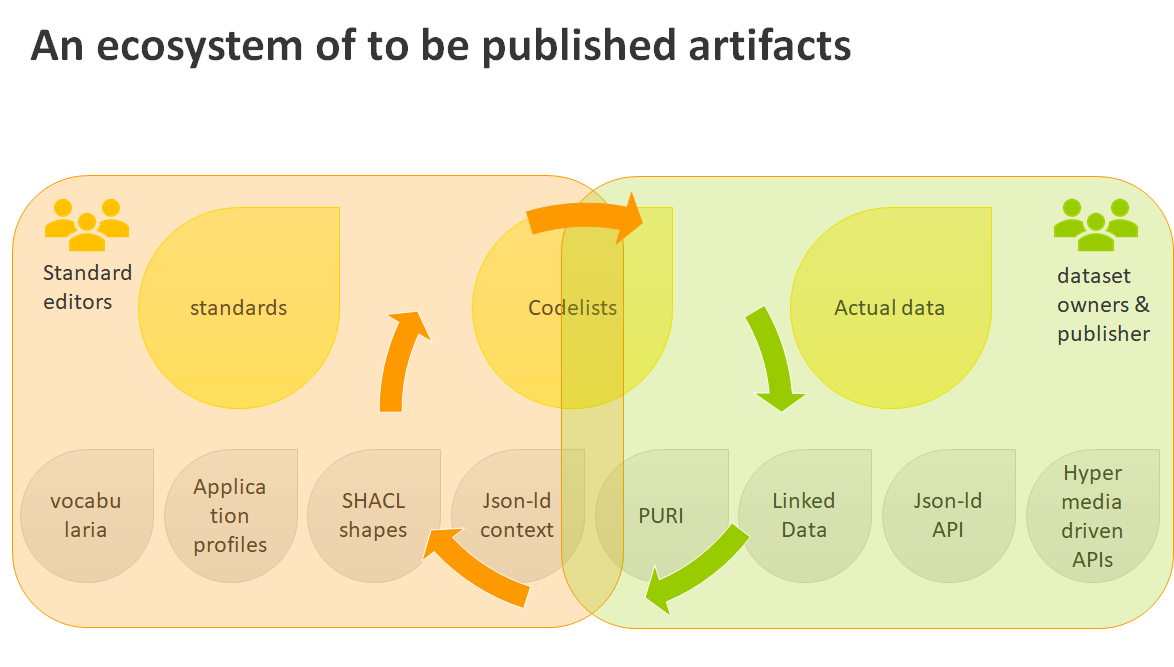 An ecosystem of to be published artifacts
Standard
editors
standards
Codelists
Actual data
dataset
owners &
publisher
vocabu
laria
Applica
tion
profiles
SHACL
shapes
Json-ld
context
PURI
Linked
Data
Json-ld
API
Hyper
media
driven
APIs